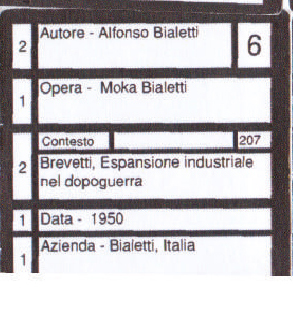 2 Autore - Alfonso Bialetti 6
1 Opera - Moka Bialetti
Contesto 207
2 Brevetti, Espansione industriale
nel dopoguerra
1 Data - 1950
1 Azienda - Bialetti, Italia